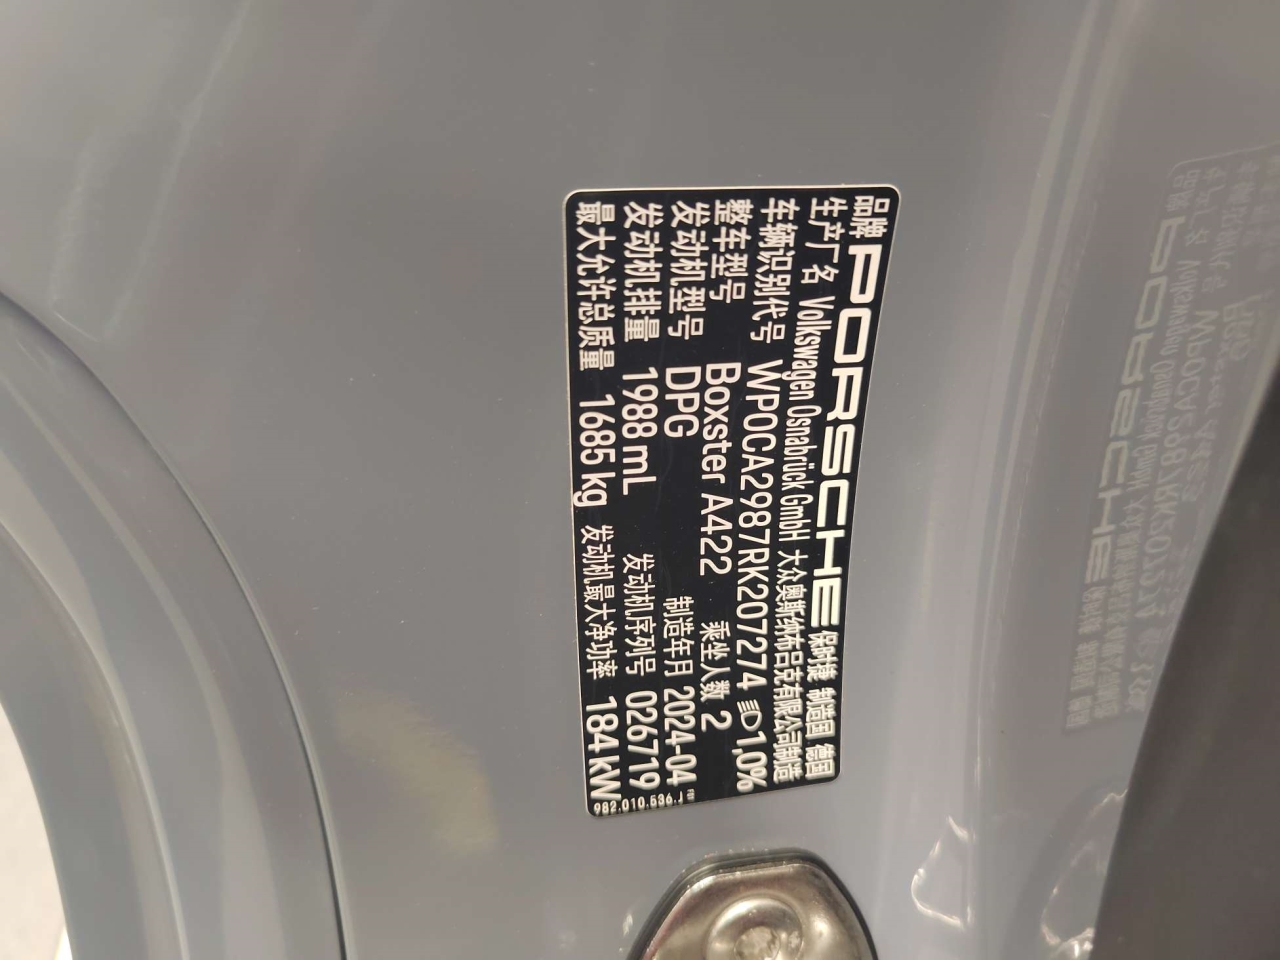 品牌 PORSCHE 保时捷 制造国 德国
生产厂名 Volkswagen Osnabrück GmbH 大众奥斯纳布吕克有限公司制造
车辆识别代号 WP0CA2987RK207274 1,0%
整车型号 Boxster A422 乘坐人数 2
发动机型号 DPG 制造年月 2024-04
发动机排量 1988 mL 发动机序列号 026719
最大允许总质量 1685 kg 发动机最大净功率 184 kW
982.010.536.J